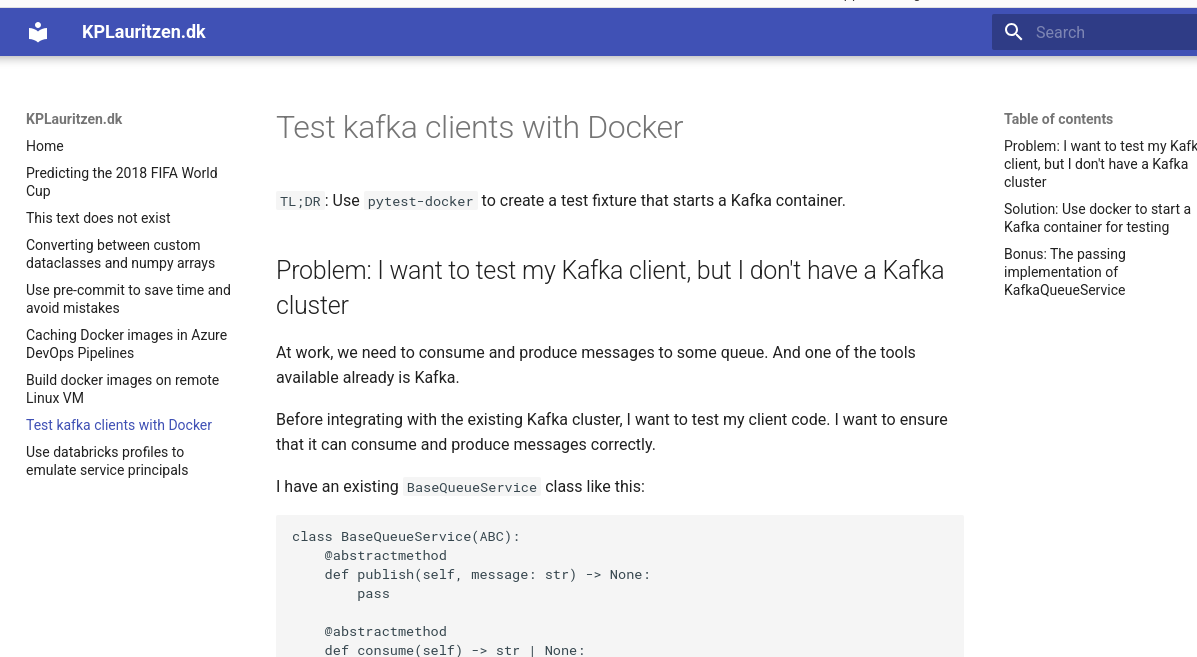 KPLauritzen.dk
Search
KPLauritzen.dk
Home
Predicting the 2018 FIFA World
Cup
This text does not exist
Converting between custom
dataclasses and numpy arrays
Use pre-commit to save time and
avoid mistakes
Caching Docker images in Azure
DevOps Pipelines
Build docker images on remote
Linux VM
Test kafka clients with Docker
Use databricks profiles to
emulate service principals
Test kafka clients with Docker
TL;DR: Use pytest-docker to create a test fixture that starts a Kafka container.
Problem: I want to test my Kafka client, but I don't have a Kafka
cluster
At work, we need to consume and produce messages to some queue. And one of the tools
available already is Kafka.
Before integrating with the existing Kafka cluster, I want to test my client code. I want to ensure
that it can consume and produce messages correctly.
I have an existing BaseQueueService class like this:
class BaseQueueService(ABC):
    @abstractmethod
    def publish(self, message: str) -> None:
        pass
    @abstractmethod
    def consume(self) -> str | None:
Table of contents
Problem: I want to test my Kafk
client, but I don't have a Kafka
cluster
Solution: Use docker to start a
Kafka container for testing
Bonus: The passing
implementation of
KafkaQueueService